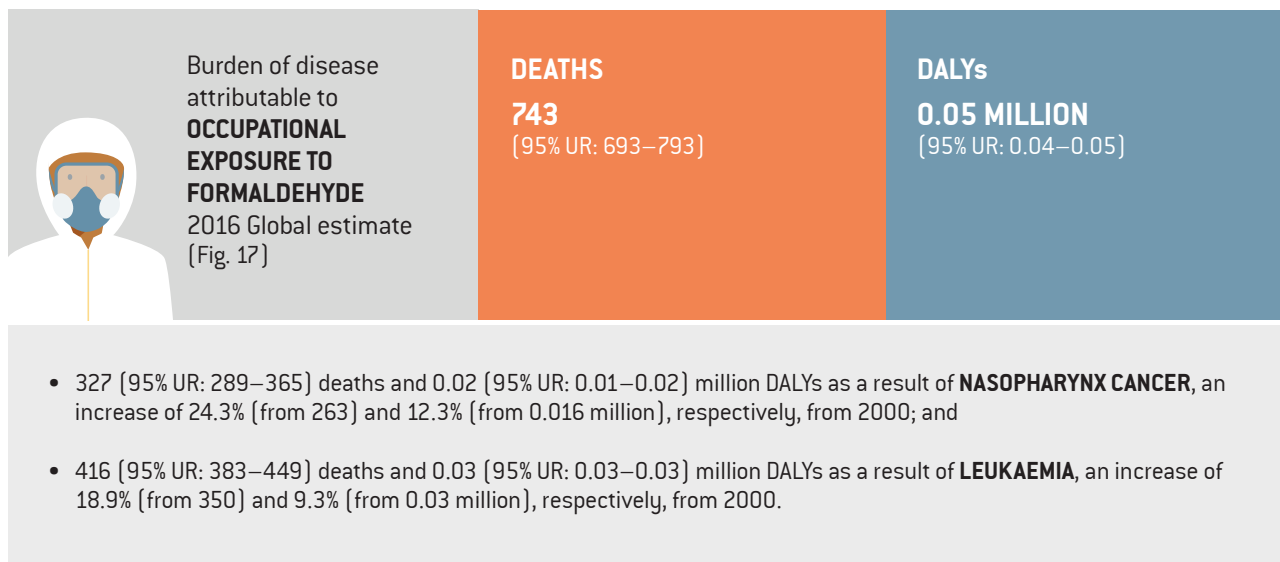 Burden of disease
attributable to
OCCUPATIONAL
EXPOSURE TO
FORMALDEHYDE
2016 Global estimate
(Fig. 17)
DEATHS
743
(95% UR: 693–793)
DALYs
0.05 MILLION
(95% UR: 0.04–0.05)
• 327 (95% UR: 289–365) deaths and 0.02 (95% UR: 0.01–0.02) million DALYs as a result of NASOPHARYNX CANCER, an
increase of 24.3% (from 263) and 12.3% (from 0.016 million), respectively, from 2000; and
• 416 (95% UR: 383–449) deaths and 0.03 (95% UR: 0.03–0.03) million DALYs as a result of LEUKAEMIA, an increase of
18.9% (from 350) and 9.3% (from 0.03 million), respectively, from 2000.